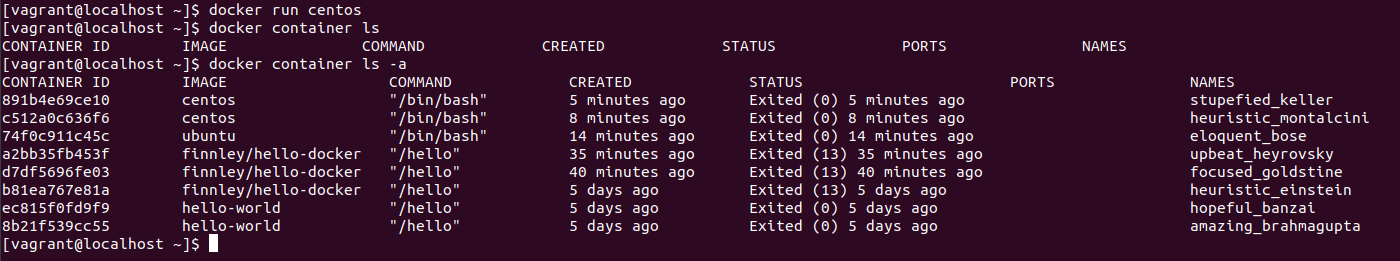 [vagrant@localhost ~]$ docker run centos
[vagrant@localhost ~]$ docker container ls
CONTAINER ID IMAGE COMMAND CREATED STATUS PORTS NAMES
[vagrant@localhost ~]$ docker container ls -a
CONTAINER ID IMAGE COMMAND CREATED STATUS PORTS NAMES
891b4e69ce10 centos "/bin/bash" 5 minutes ago Exited (0) 5 minutes ago stupefied_keller
c512a0c636f6 centos "/bin/bash" 8 minutes ago Exited (0) 8 minutes ago heuristic_montalcini
74f0c911c45c ubuntu "/bin/bash" 14 minutes ago Exited (0) 14 minutes ago eloquent_bose
a2bb35fb453f finnley/hello-docker "/hello" 35 minutes ago Exited (13) 35 minutes ago upbeat_heyrovsky
d7df5696fe03 finnley/hello-docker "/hello" 40 minutes ago Exited (13) 40 minutes ago focused_goldstine
b81ea767e81a finnley/hello-docker "/hello" 5 days ago Exited (13) 5 days ago heuristic_einstein
ec815f0fd9f9 hello-world "/hello" 5 days ago Exited (0) 5 days ago hopeful_banzai
8b21f539cc55 hello-world "/hello" 5 days ago Exited (0) 5 days ago amazing_brahmagupta
[vagrant@localhost ~]$